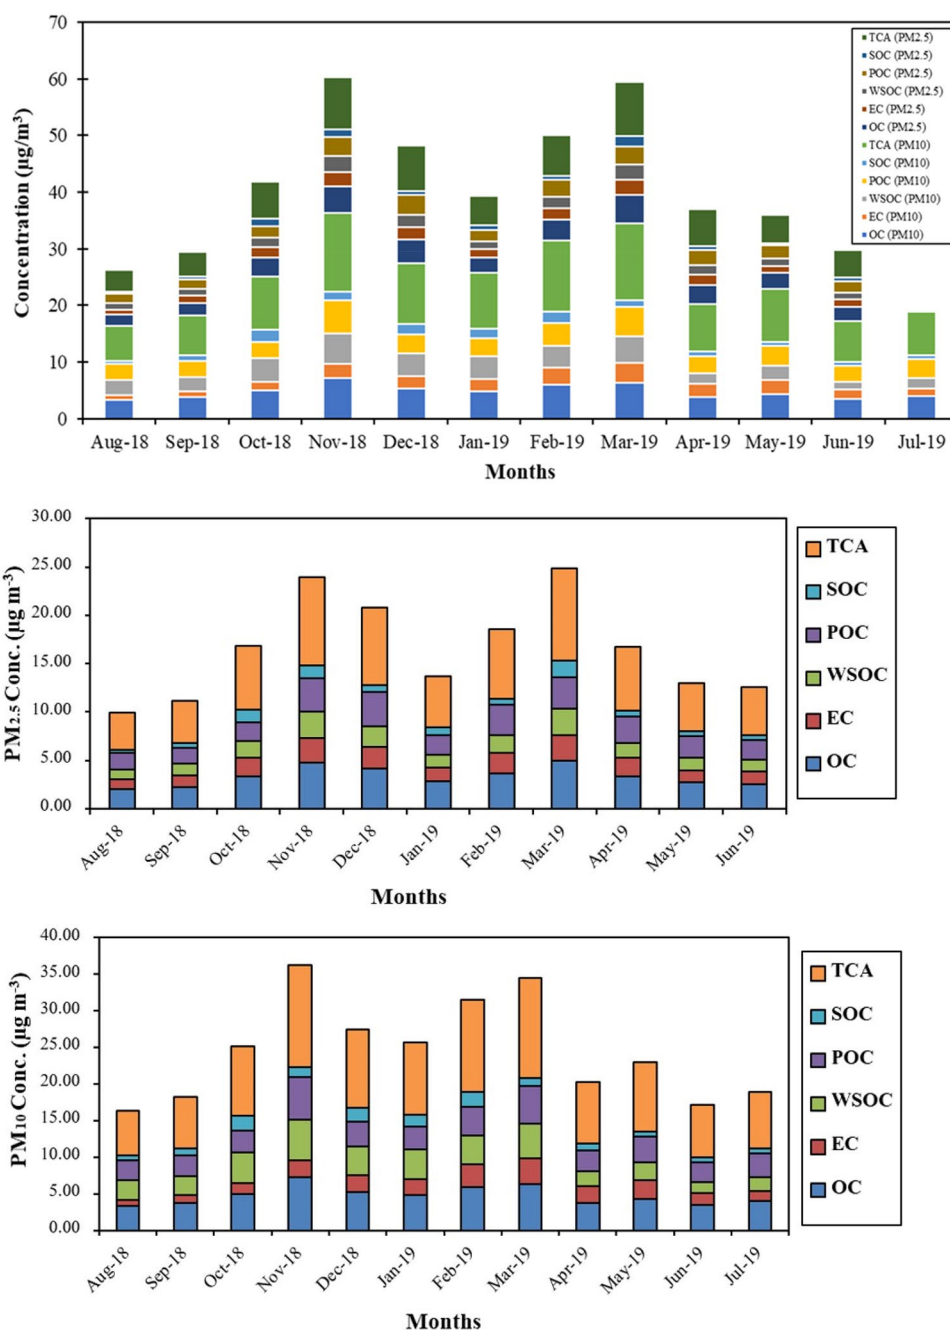 70
60
50
40
30
20
10
0
Concentration (µg/m³)
TCA (PM2.5)
SOC (PM2.5)
POC (PM2.5)
WSOC (PM2.5)
EC (PM2.5)
OC (PM2.5)
TCA (PM10)
SOC (PM10)
POC (PM10)
WSOC (PM10)
EC (PM10)
OC (PM10)
Aug-18 Sep-18 Oct-18 Nov-18 Dec-18 Jan-19 Feb-19 Mar-19 Apr-19 May-19 Jun-19 Jul-19
Months
30.00
25.00
20.00
15.00
10.00
5.00
0.00
PM2.5 Conc. (µg m-3)
TCA
SOC
POC
WSOC
EC
OC
Aug-18 Sep-18 Oct-18 Nov-18 Dec-18 Jan-19 Feb-19 Mar-19 Apr-19 May-19 Jun-19
Months
40.00
35.00
30.00
25.00
20.00
15.00
10.00
5.00
0.00
PM10 Conc. (µg m-3)
TCA
SOC
POC
WSOC
EC
OC
Aug-18 Sep-18 Oct-18 Nov-18 Dec-18 Jan-19 Feb-19 Mar-19 Apr-19 May-19 Jun-19 Jul-19
Months